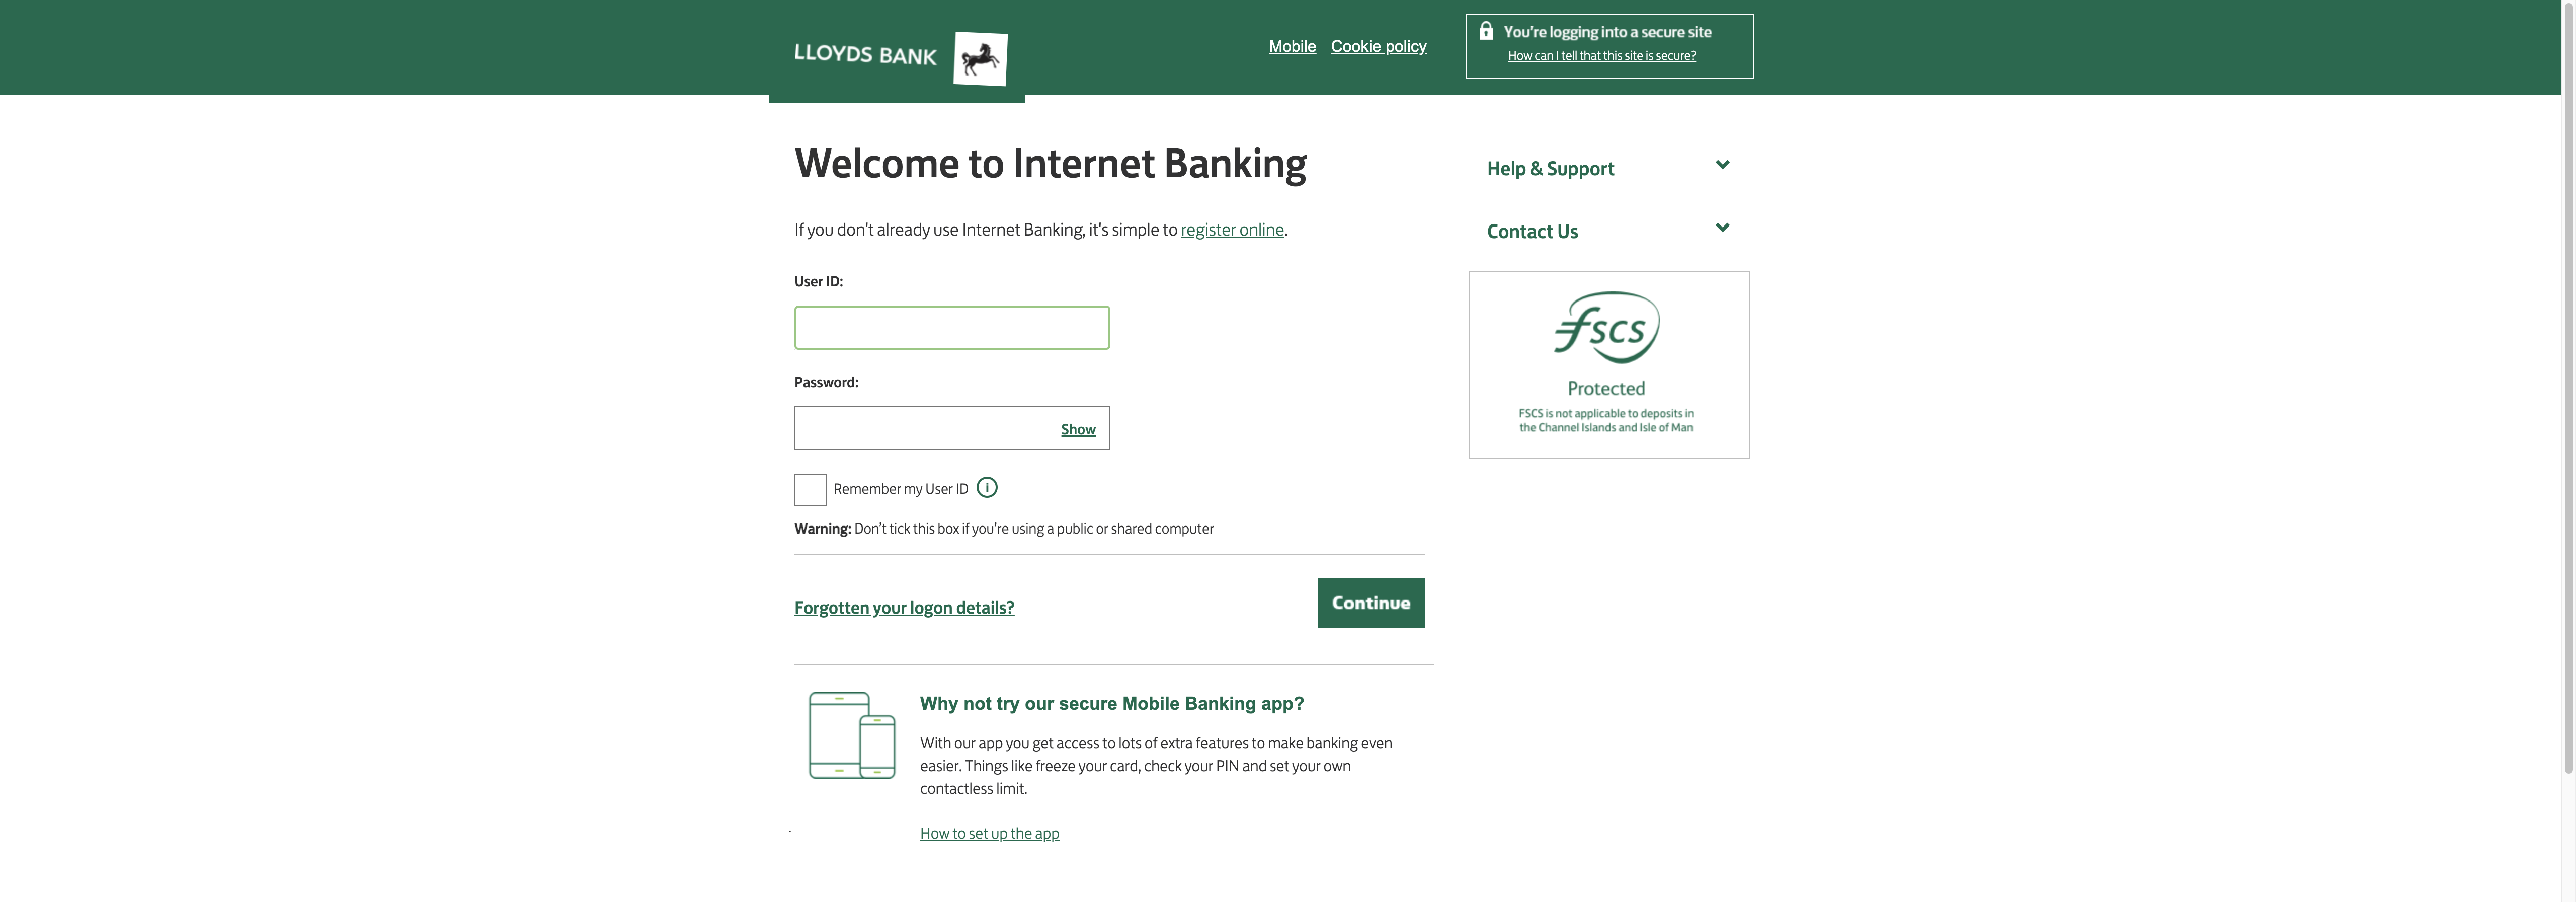 LLOYDS BANK
Mobile
Cookie policy
You're logging into a secure site
How can I tell that this site is secure?
Welcome to Internet Banking
If you don't already use Internet Banking, it's simple to register online.
User ID:
Password:
Show
Remember my User ID
Warning: Don't tick this box if you're using a public or shared computer
Forgotten your logon details?
Continue
Why not try our secure Mobile Banking app?
With our app you get access to lots of extra features to make banking even
easier. Things like freeze your card, check your PIN and set your own
contactless limit.
How to set up the app
Help & Support
Contact Us
fscs
Protected
FSCS is not applicable to deposits in
the Channel Islands and Isle of Man